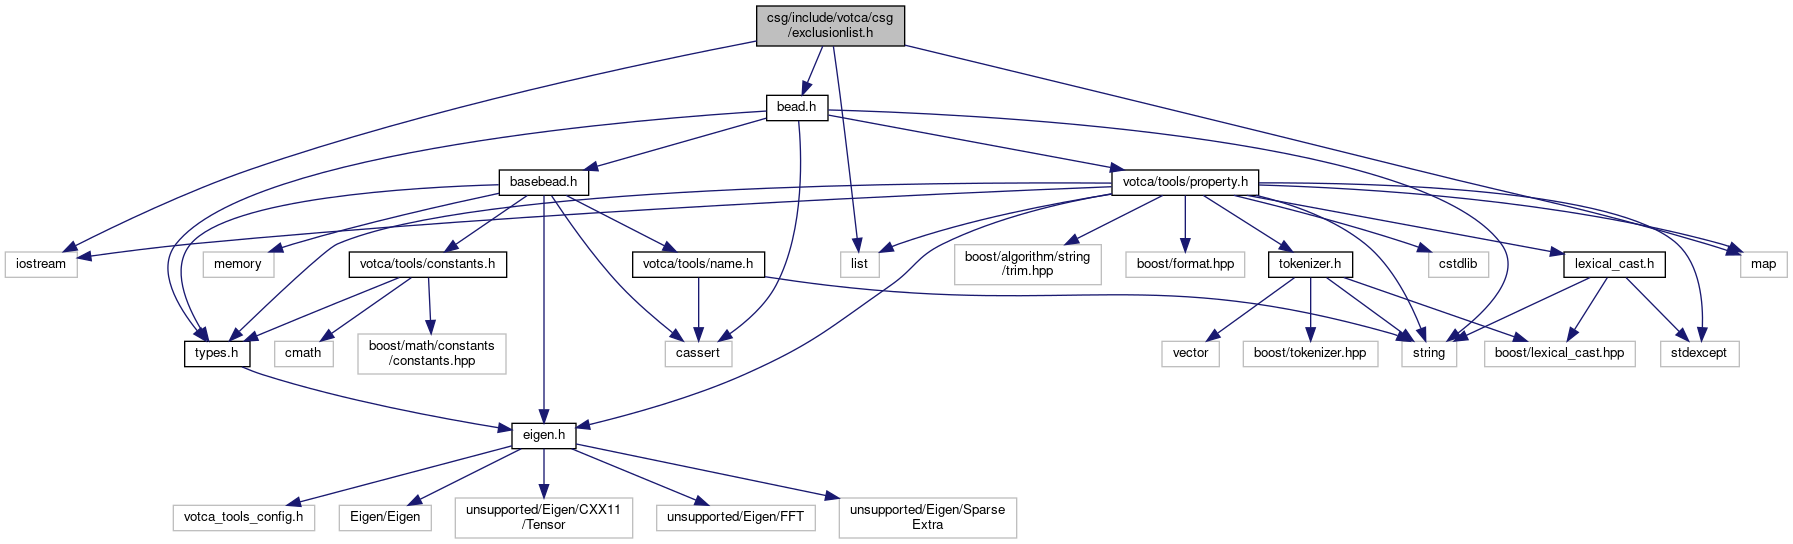 csg/include/votca/csg
/exclusionlist.h
bead.h
basebead.h
votca/tools/property.h
iostream
memory
votca/tools/constants.h
votca/tools/name.h
list
boost/algorithm/string
/trim.hpp
boost/format.hpp
tokenizer.h
cstdlib
lexical_cast.h
map
types.h
cmath
boost/math/constants
/constants.hpp
cassert
vector
boost/tokenizer.hpp
string
boost/lexical_cast.hpp
stdexcept
eigen.h
votca_tools_config.h
Eigen/Eigen
unsupported/Eigen/CXX11
/Tensor
unsupported/Eigen/FFT
unsupported/Eigen/Sparse
Extra